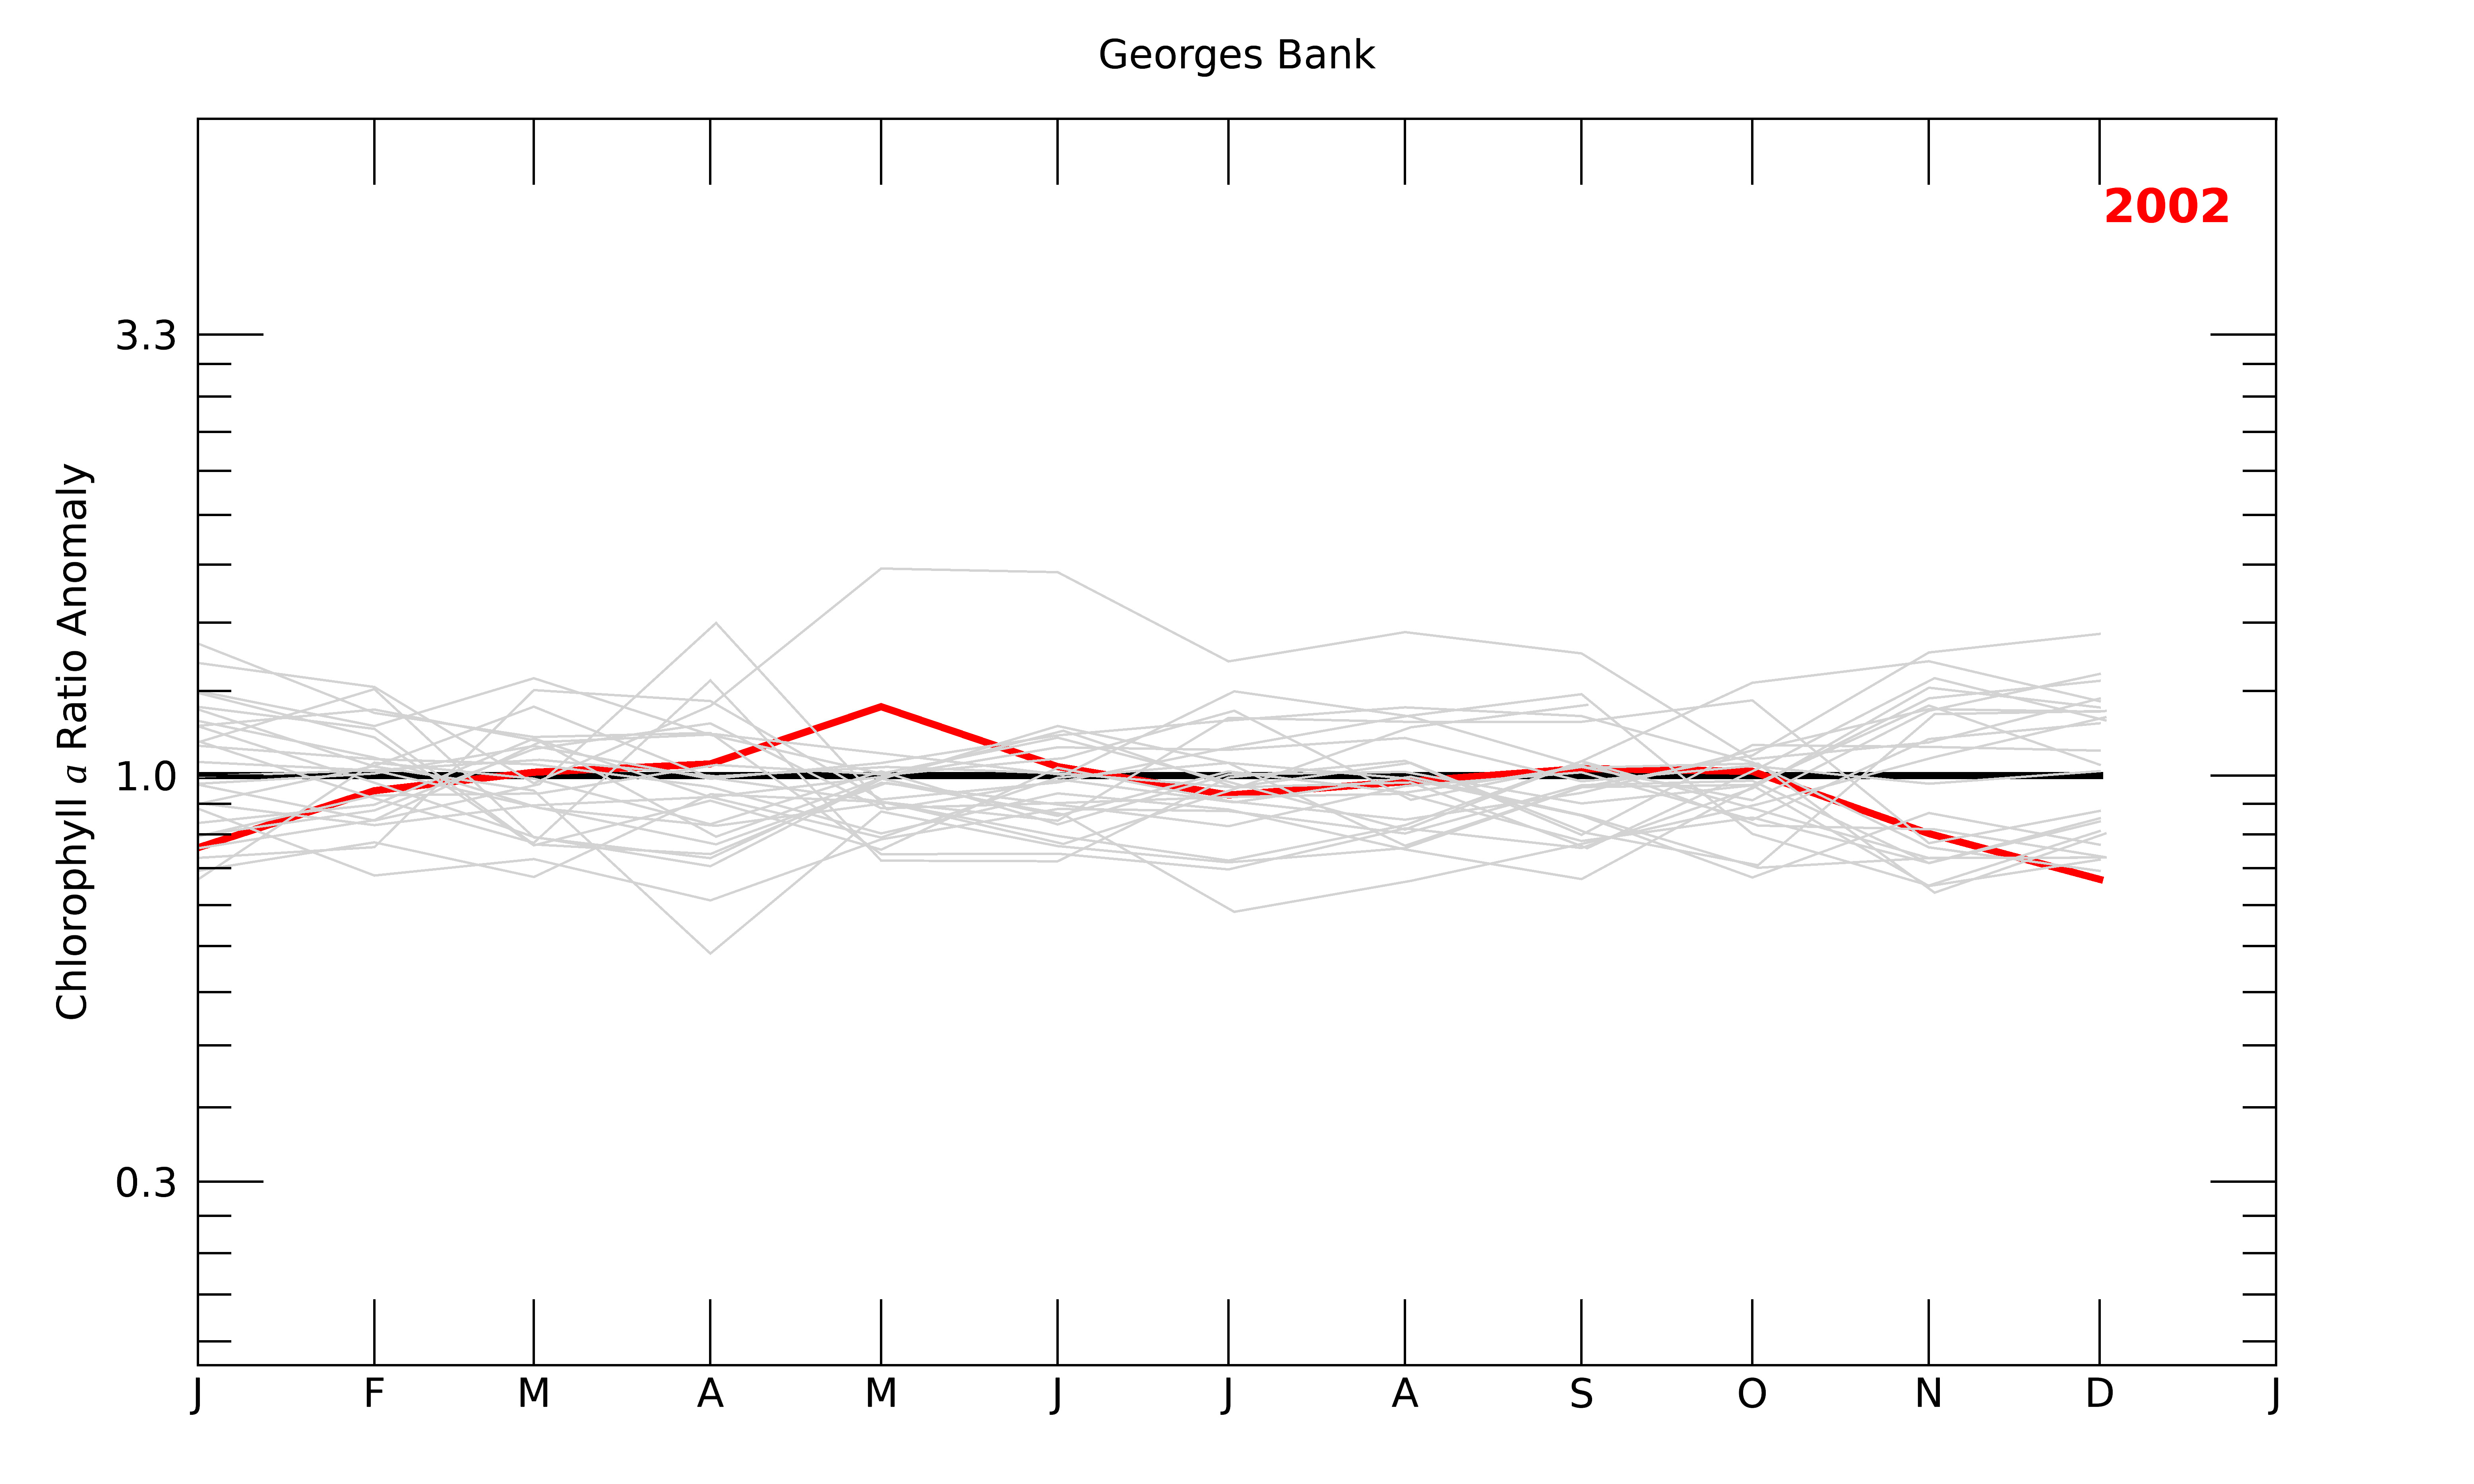 Georges Bank
2002
3.3
1.0
0.3
Chlorophyll a Ratio Anomaly
J F M A M J J A S O N D J